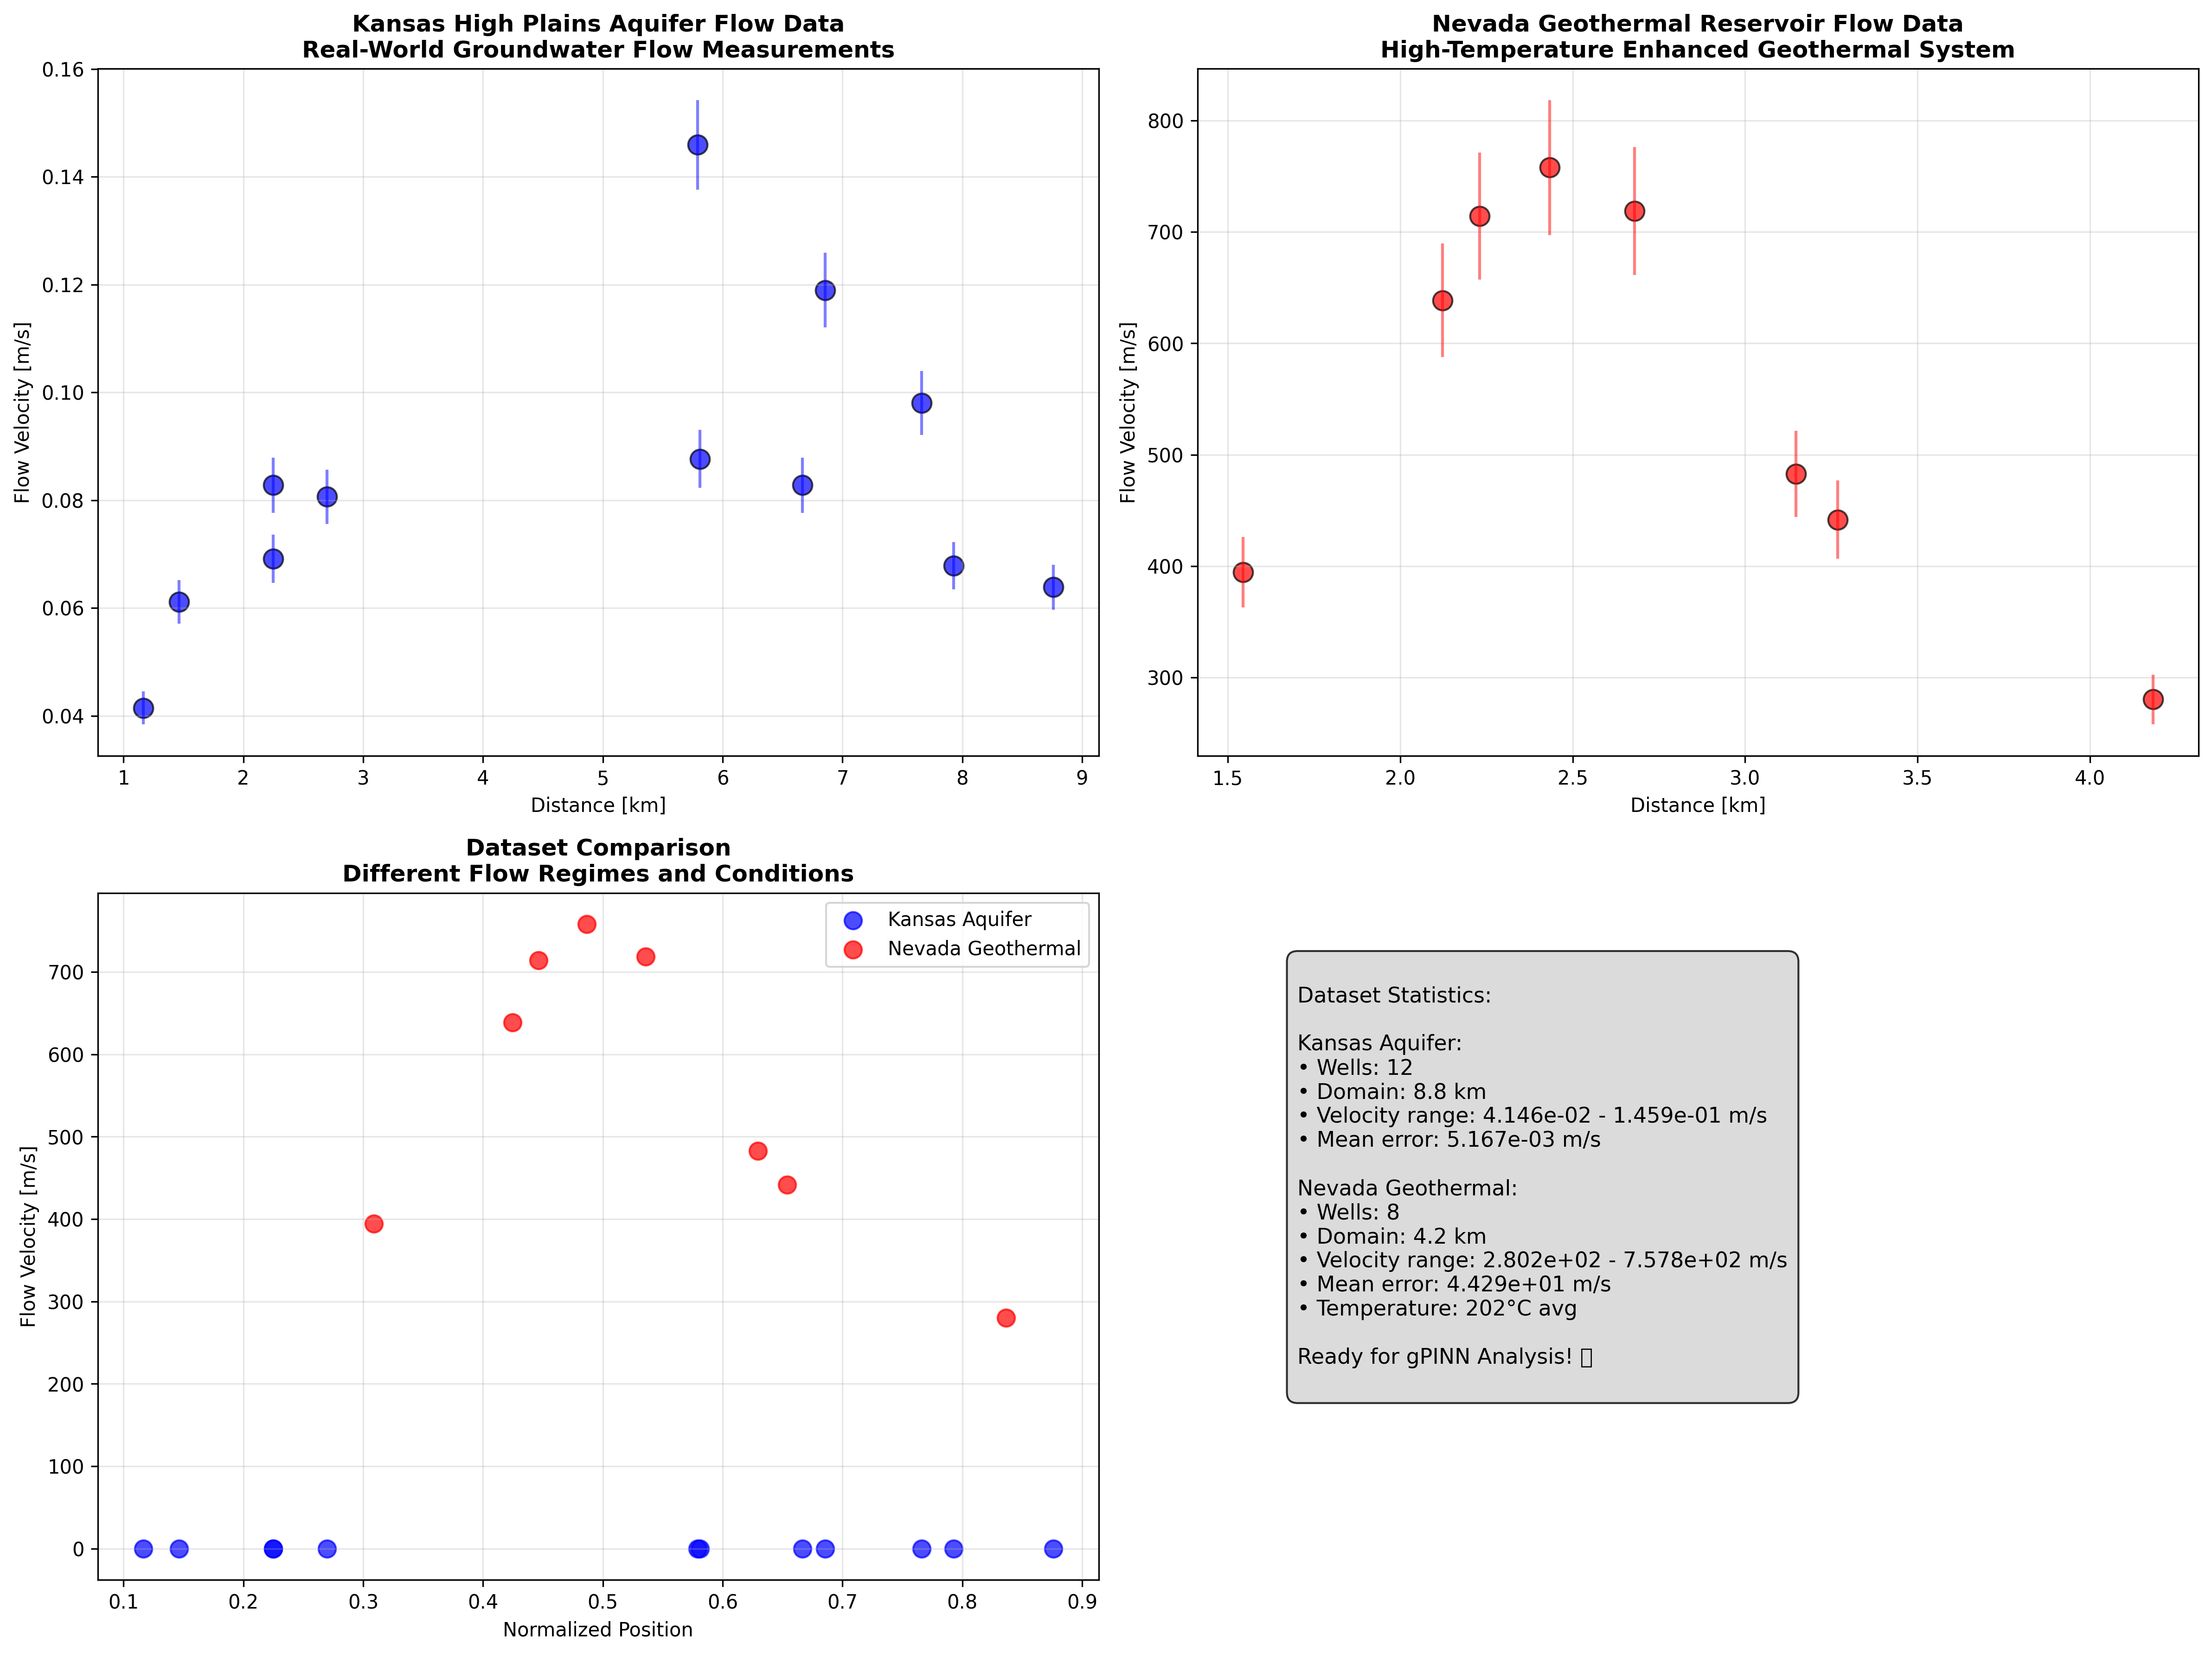 Kansas High Plains Aquifer Flow Data
Real-World Groundwater Flow Measurements
0.16
0.14
0.12
0.10
0.08
0.06
0.04
Flow Velocity [m/s]
1 2 3 4 5 6 7 8 9
Distance [km]
Nevada Geothermal Reservoir Flow Data
High-Temperature Enhanced Geothermal System
800
700
600
500
400
300
Flow Velocity [m/s]
1.5 2.0 2.5 3.0 3.5 4.0
Distance [km]
Dataset Comparison
Different Flow Regimes and Conditions
Kansas Aquifer
Nevada Geothermal
700
600
500
400
300
200
100
0
Flow Velocity [m/s]
0.1 0.2 0.3 0.4 0.5 0.6 0.7 0.8 0.9
Normalized Position
Dataset Statistics:
Kansas Aquifer:
• Wells: 12
• Domain: 8.8 km
• Velocity range: 4.146e-02 - 1.459e-01 m/s
• Mean error: 5.167e-03 m/s
Nevada Geothermal:
• Wells: 8
• Domain: 4.2 km
• Velocity range: 2.802e+02 - 7.578e+02 m/s
• Mean error: 4.429e+01 m/s
• Temperature: 202°C avg
Ready for gPINN Analysis!